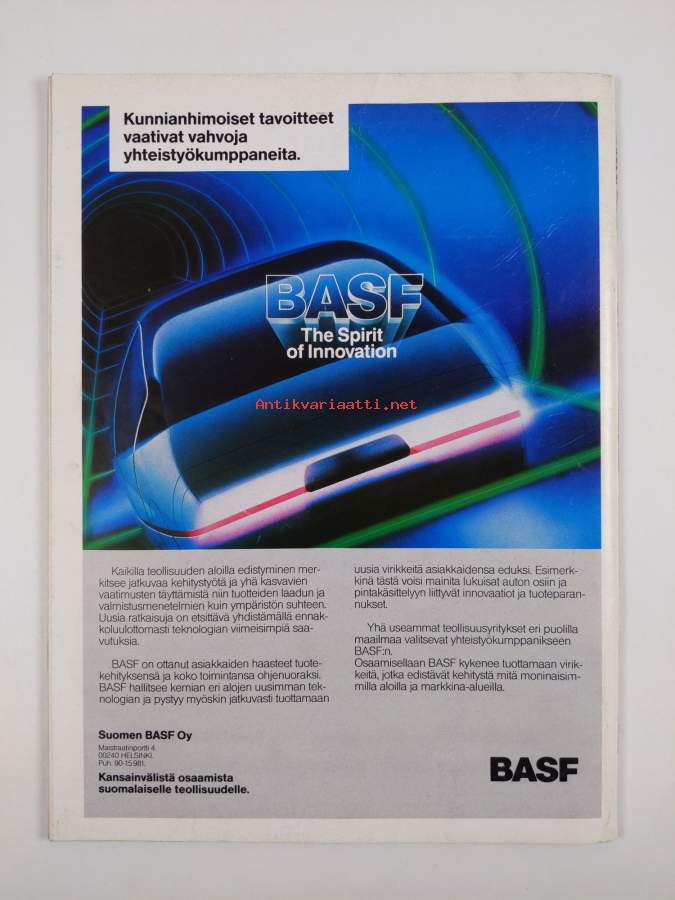 Kunnianhimoiset tavoitteet
vaativat vahvoja
yhteistyökumppaneita.
BASF
The Spirit
of Innovation
Antikvariaatti.net
Kaikilla teollisuuden aloilla edistyminen mer-
kitsee jatkuvaa kehitystyötä ja yhä kasvavien
vaatimusten täyttämistä niin tuotteiden laadun ja
valmistusmenetelmien kuin ympäristön suhteen.
Uusia ratkaisuja on etsittävä yhdistämällä ennak-
koluulottomasti teknologian viimeisimpiä saa-
vutuksia.
BASF on ottanut asiakkaiden haasteet tuote-
kehityksensä ja koko toimintansa ohjenuoraksi.
BASF hallitsee kemian eri alojen uusimman tek-
nologian ja pystyy myöskin jatkuvasti tuottamaan
uusia virikkeitä asiakkaidensa eduksi. Esimerk-
kinä tästä voisi mainita lukuisat auton osiin ja
pintakäsittelyyn liittyvät innovaatiot ja tuoteparan-
nukset.
Yhä useammat teollisuusyritykset eri puolilla
maailmaa valitsevat yhteistyökumppanikseen
BASF:n.
Osaamisellaan BASF kykenee tuottamaan virik-
keitä, jotka edistävät kehitystä mitä moninaisim-
milla aloilla ja markkina-alueilla.
Suomen BASF Oy
Maistraatinportti 4
00240 HELSINKI.
Puh. 90-15 981.
Kansainvälistä osaamista
suomalaiselle teollisuudelle.
BASF